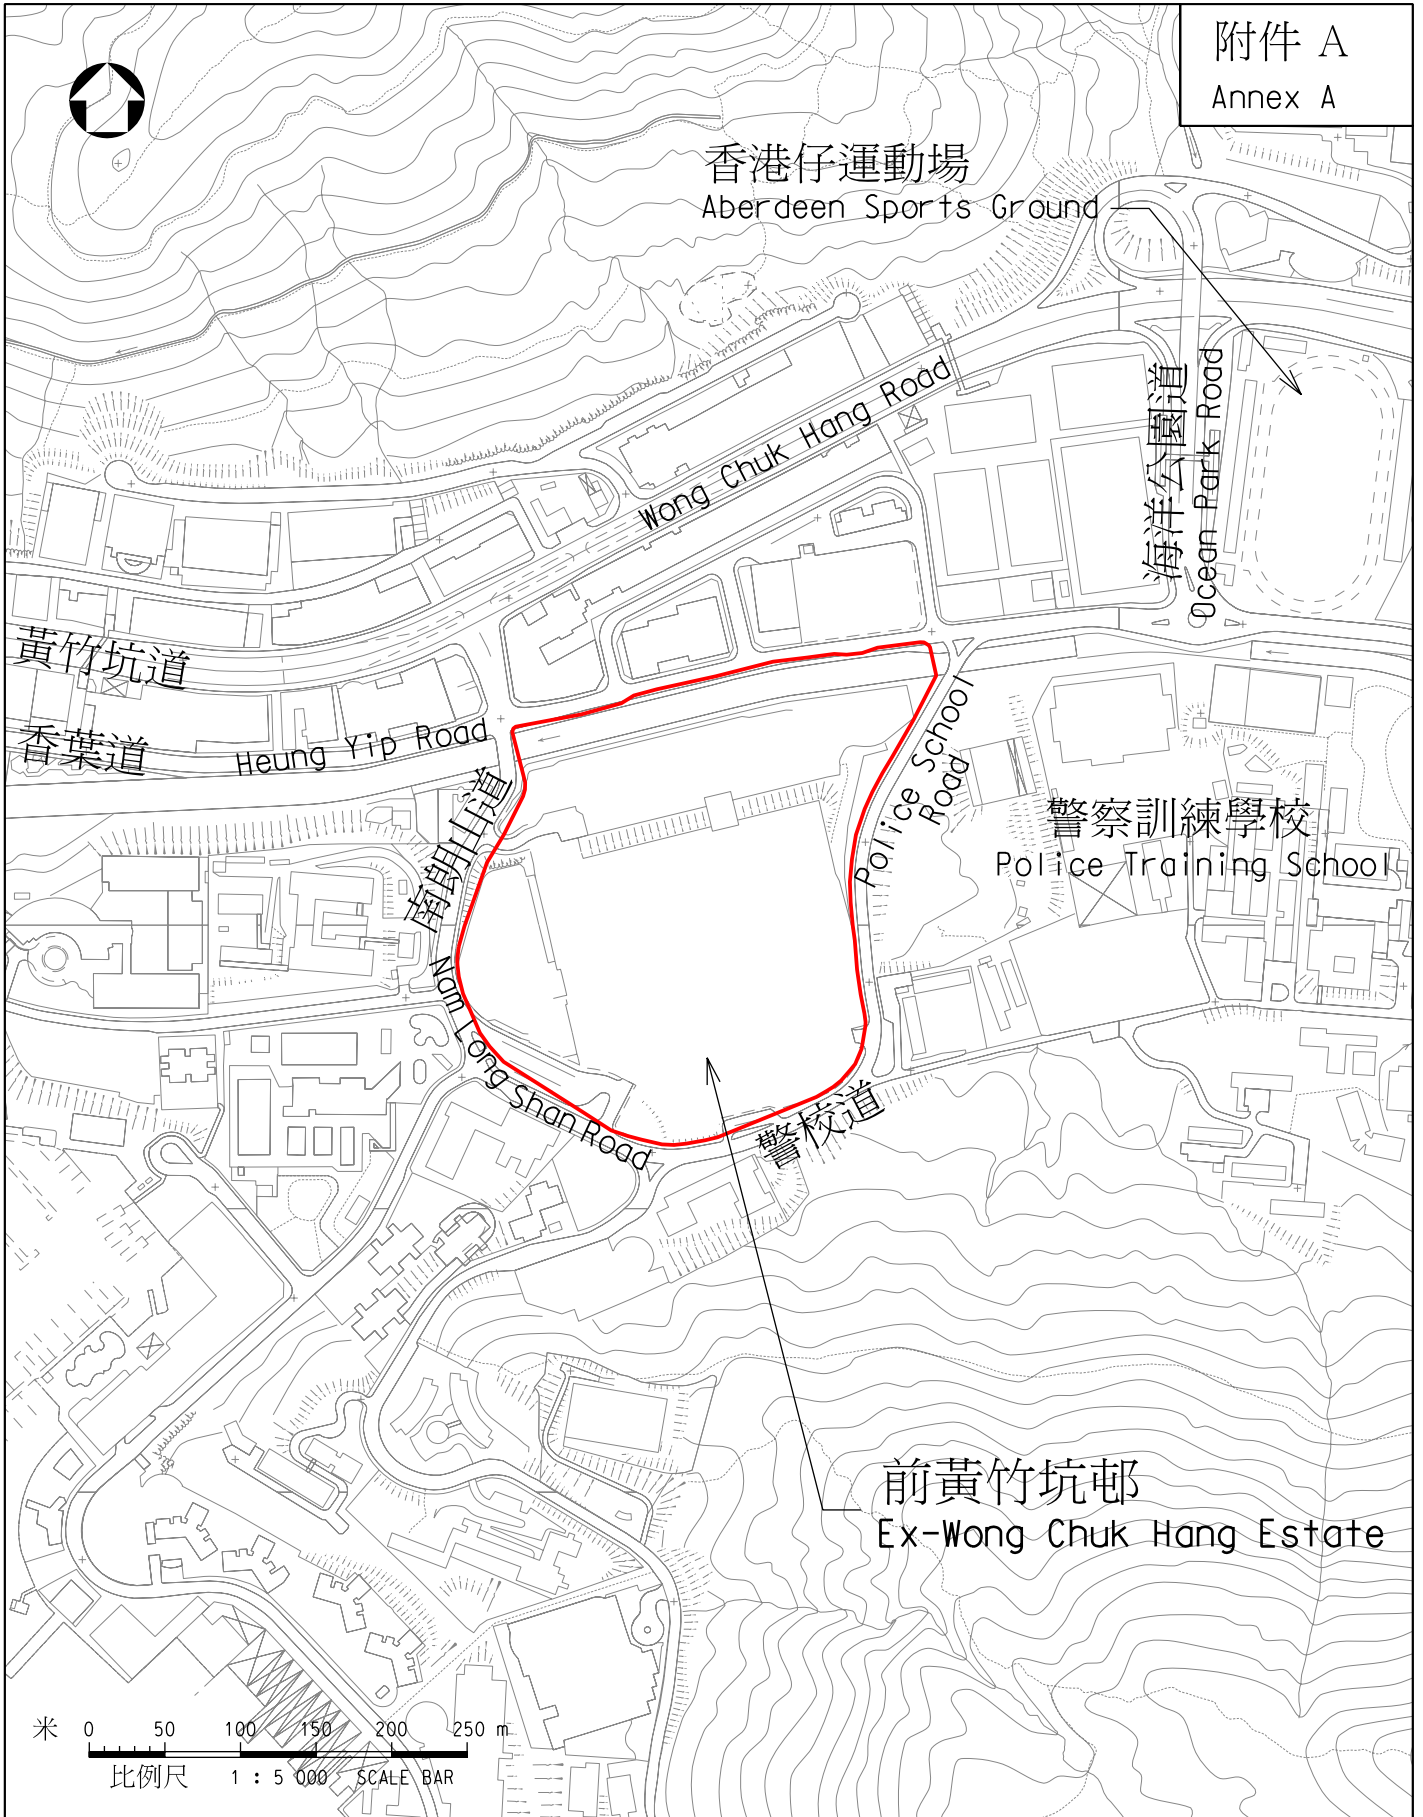 附件 A
Annex A
香港仔運動場
Aberdeen Sports Ground
Wong Chuk Hang Road
海洋公園道
Ocean Park Road
黃竹坑道
香葉道
Heung Yip Road
南朗山道
Nam Long Shan Road
Police School
Road
警察訓練學校
Police Training School
警校道
前黃竹坑邨
Ex-Wong Chuk Hang Estate
米 0 50 100 150 200 250 m
比例尺 1 : 5 000 SCALE BAR